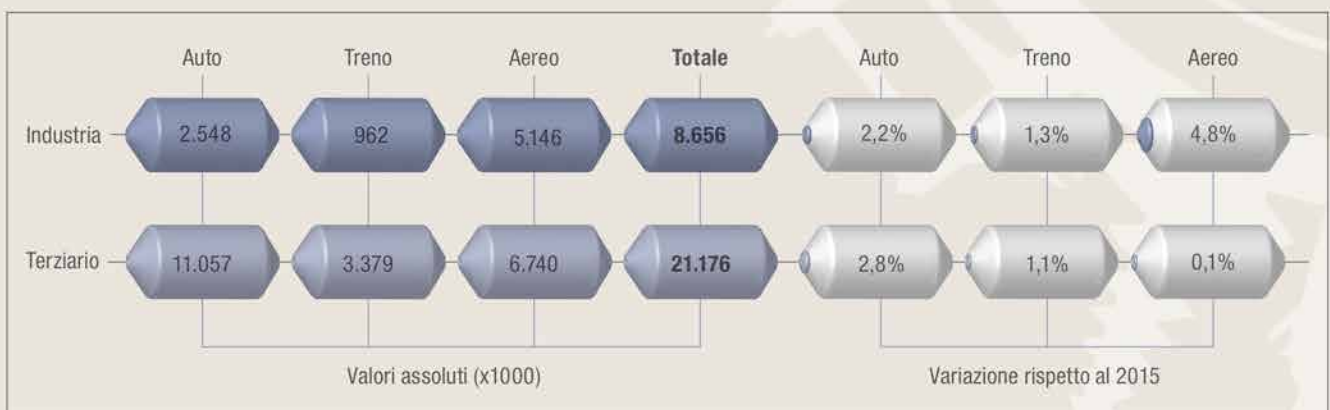 Auto Treno Aereo Totale Auto Treno Aereo
Industria 2.548 962 5.146 8.656 2,2% 1,3% 4,8%
Terziario 11.057 3.379 6.740 21.176 2,8% 1,1% 0,1%
Valori assoluti (x1000) Variazione rispetto al 2015